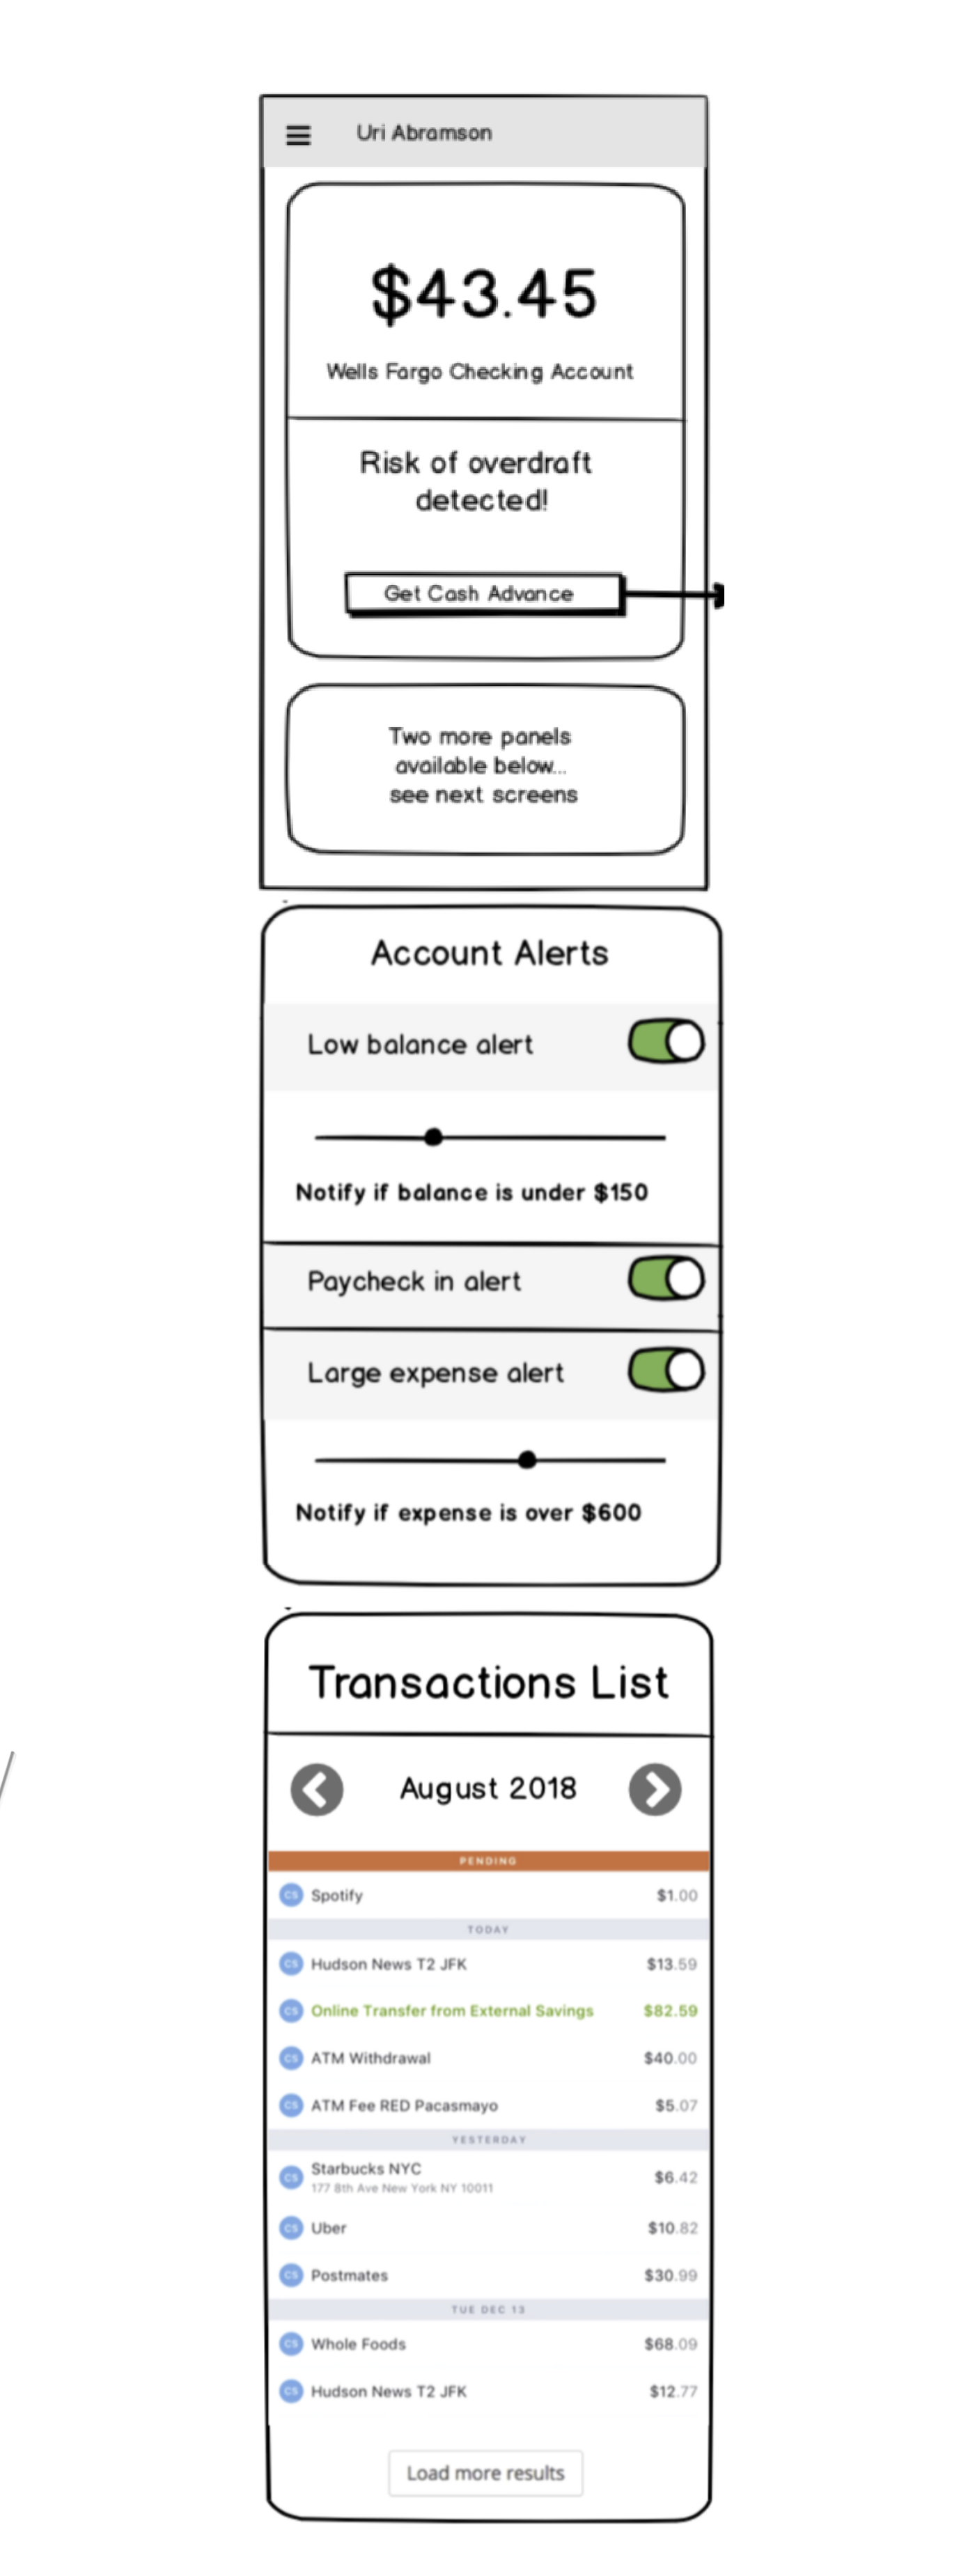 Uri Abramson
$43.45
Wells Fargo Checking Account
Risk of overdraft
detected!
Get Cash Advance
Two more panels
available below...
see next screens
Account Alerts
Low balance alert
Notify if balance is under $150
Paycheck in alert
Large expense alert
Notify if expense is over $600
Transactions List
August 2018
PENDING
CS Spotify $1.00
TODAY
CS Hudson News T2 JFK $13.59
CS Online Transfer from External Savings $82.59
CS ATM Withdrawal $40.00
CS ATM Fee RED Pacasmayo $5.07
YESTERDAY
CS Starbucks NYC $6.42
177 8th Ave New York NY 10011
CS Uber $10.82
CS Postmates $30.99
TUE DEC 13
CS Whole Foods $68.09
CS Hudson News T2 JFK $12.77
Load more results